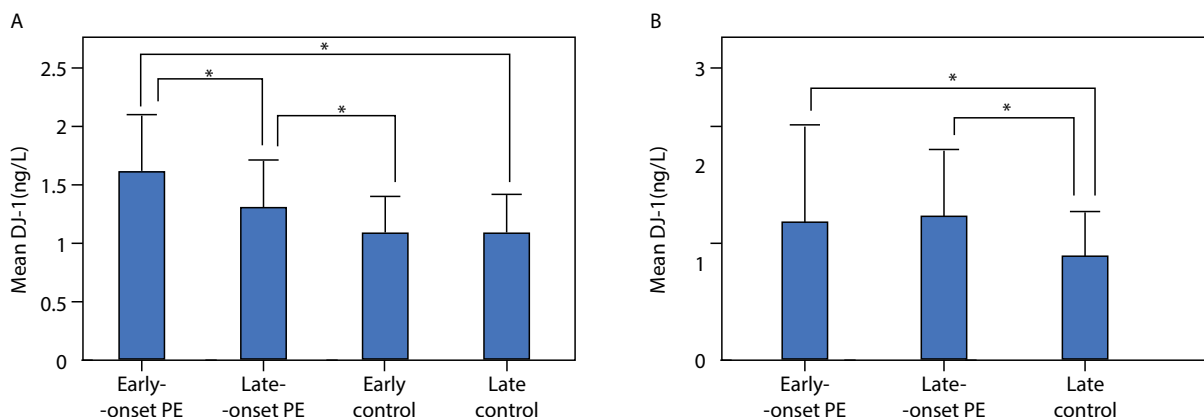 A
Mean DJ-1(ng/L)
2.5
2
1.5
1
0.5
0
*
*
*
Early-
-onset PE
Late-
-onset PE
Early
control
Late
control
B
Mean DJ-1(ng/L)
3
2
1
0
*
*
Early-
-onset PE
Late-
-onset PE
Late
control